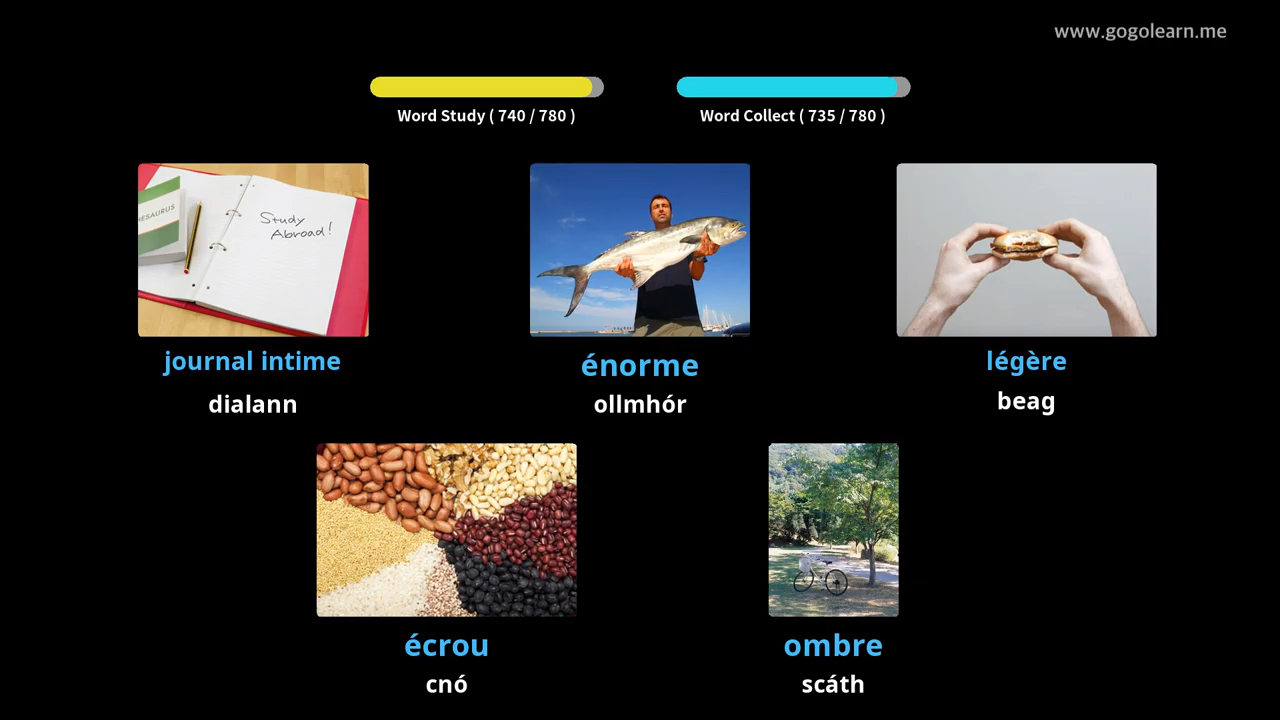 www.gogolearn.me
Word Study ( 740 / 780 )
Word Collect ( 735 / 780 )
ESAURUS
Study
Abroad!
journal intime
dialann
énorme
ollmhór
légère
beag
écrou
cnó
ombre
scáth